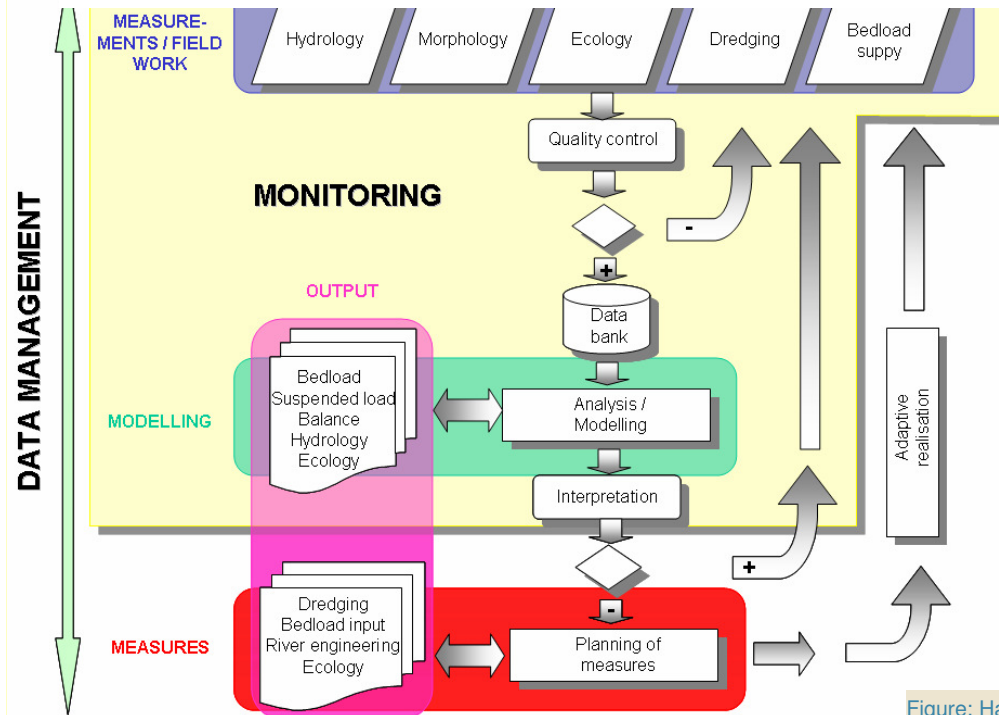 MEASURE-
MENTS / FIELD
WORK
Hydrology
Morphology
Ecology
Dredging
Bedload
suppy
Quality control
MONITORING
-
+
OUTPUT
Data
bank
DATA MANAGEMENT
Bedload
Suspended load
Balance
Hydrology
Ecology
MODELLING
Analysis /
Modelling
Adaptive
realisation
Interpretation
+
-
Dredging
Bedload input
River engineering
Ecology
MEASURES
Planning of
measures
Figure: Ha